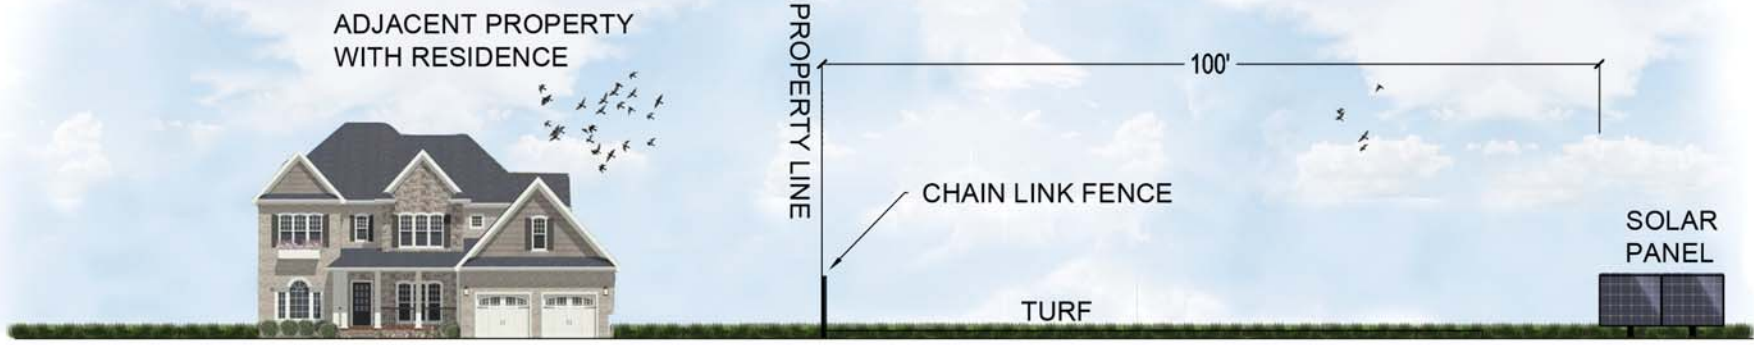 ADJACENT PROPERTY
WITH RESIDENCE
PROPERTY LINE
100'
CHAIN LINK FENCE
TURF
SOLAR
PANEL